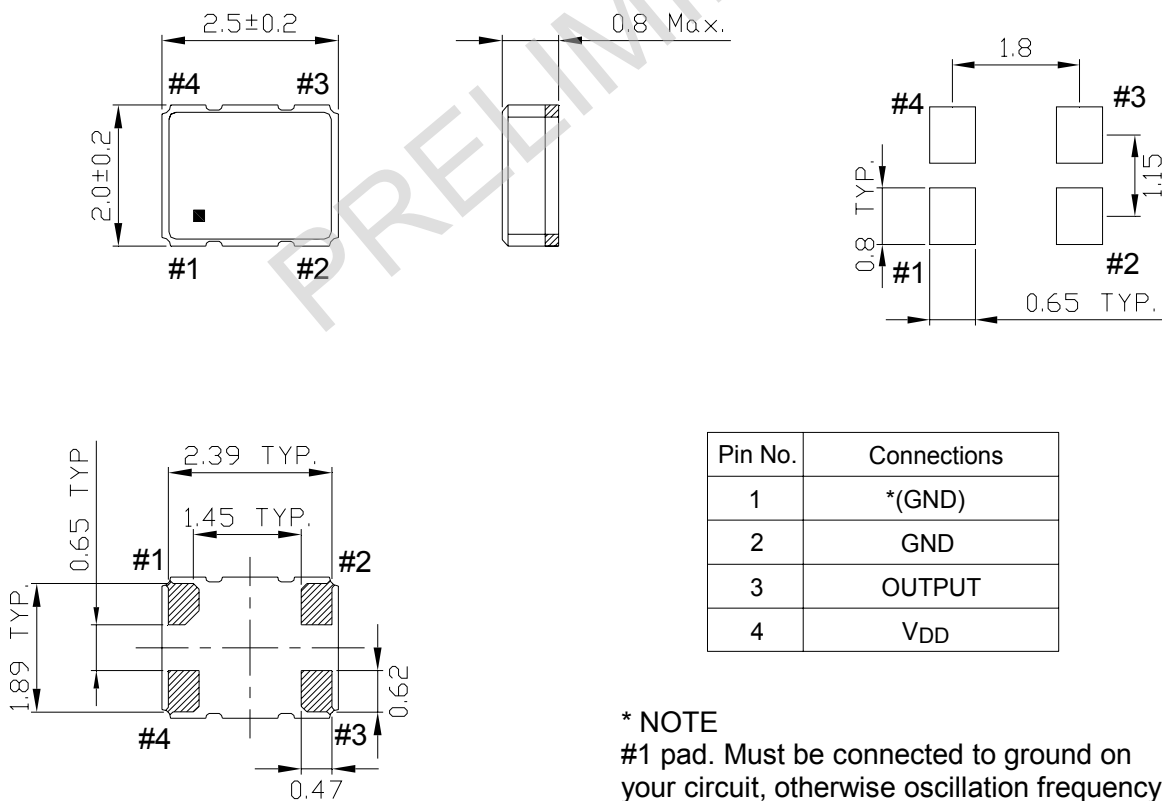 2.5±0.2
0.8 Max.
#4
#3
2.0±0.2
#1
#2
1.8
#4
#3
1.15
0.8 TYP.
#1
#2
0.65 TYP.
2.39 TYP.
1.45 TYP.
0.65 TYP
#1
#2
1.89 TYP.
0.62
#4
#3
0.47
Pin No. Connections
1 *(GND)
2 GND
3 OUTPUT
4 VDD
* NOTE
#1 pad. Must be connected to ground on
your circuit, otherwise oscillation frequency